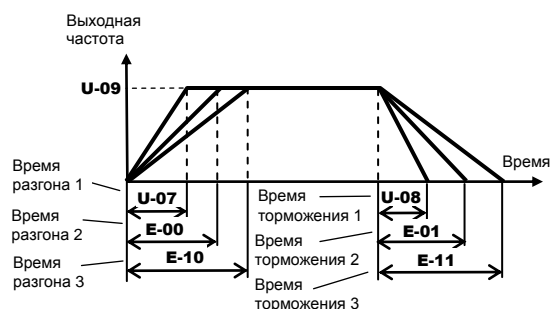 Выходная
частота
U-09
Время
Время
разгона 1
U-07
Время
торможения 1
U-08
Время
разгона 2
E-00
Время
торможения 2
E-01
Время
разгона 3
E-10
Время
торможения 3
E-11